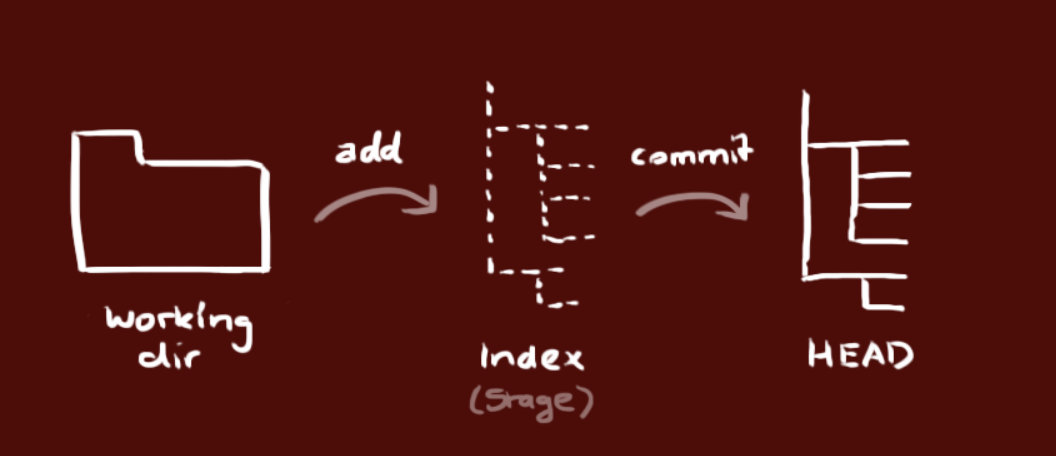 add
commit
working
dir
Index
(Stage)
HEAD